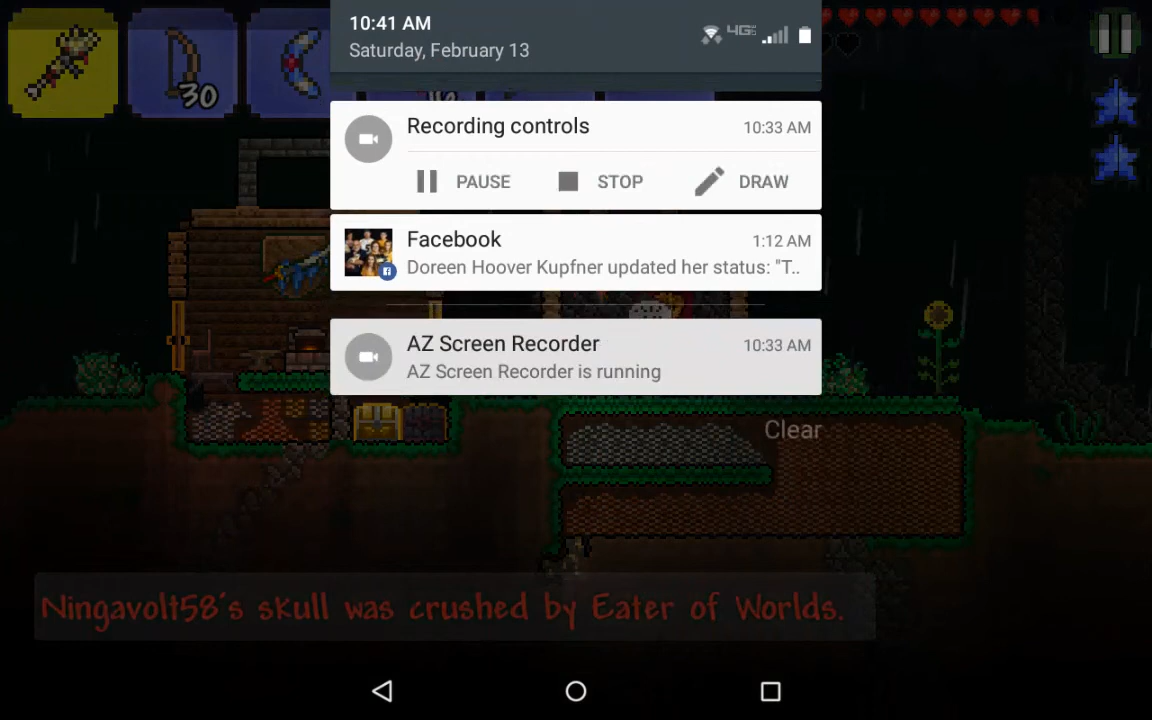 10:41 AM
Saturday, February 13
4G
30
Recording controls 10:33 AM
PAUSE STOP DRAW
Facebook 1:12 AM
Doreen Hoover Kupfner updated her status: "T..
AZ Screen Recorder 10:33 AM
AZ Screen Recorder is running
Clear
Ningavolt58's skull was crushed by Eater of Worlds.